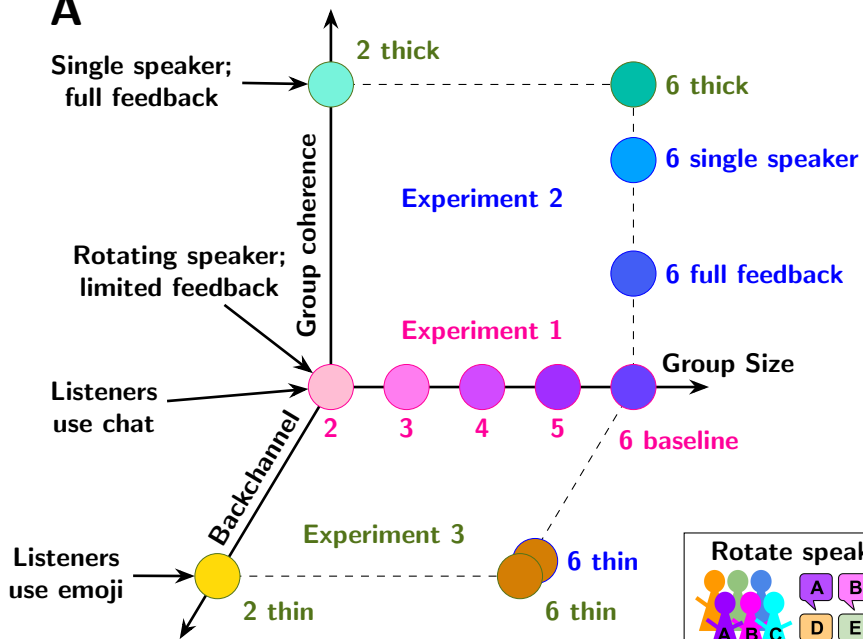 A
2 thick
Single speaker;
full feedback
6 thick
6 single speaker
Experiment 2
Group coherence
Rotating speaker;
limited feedback
6 full feedback
Experiment 1
Group Size
Listeners
use chat
2
3
4
5
6 baseline
Backchannel
Experiment 3
Listeners
use emoji
6 thin
2 thin
6 thin
Rotate speak
A
B
D
E
A
B
C